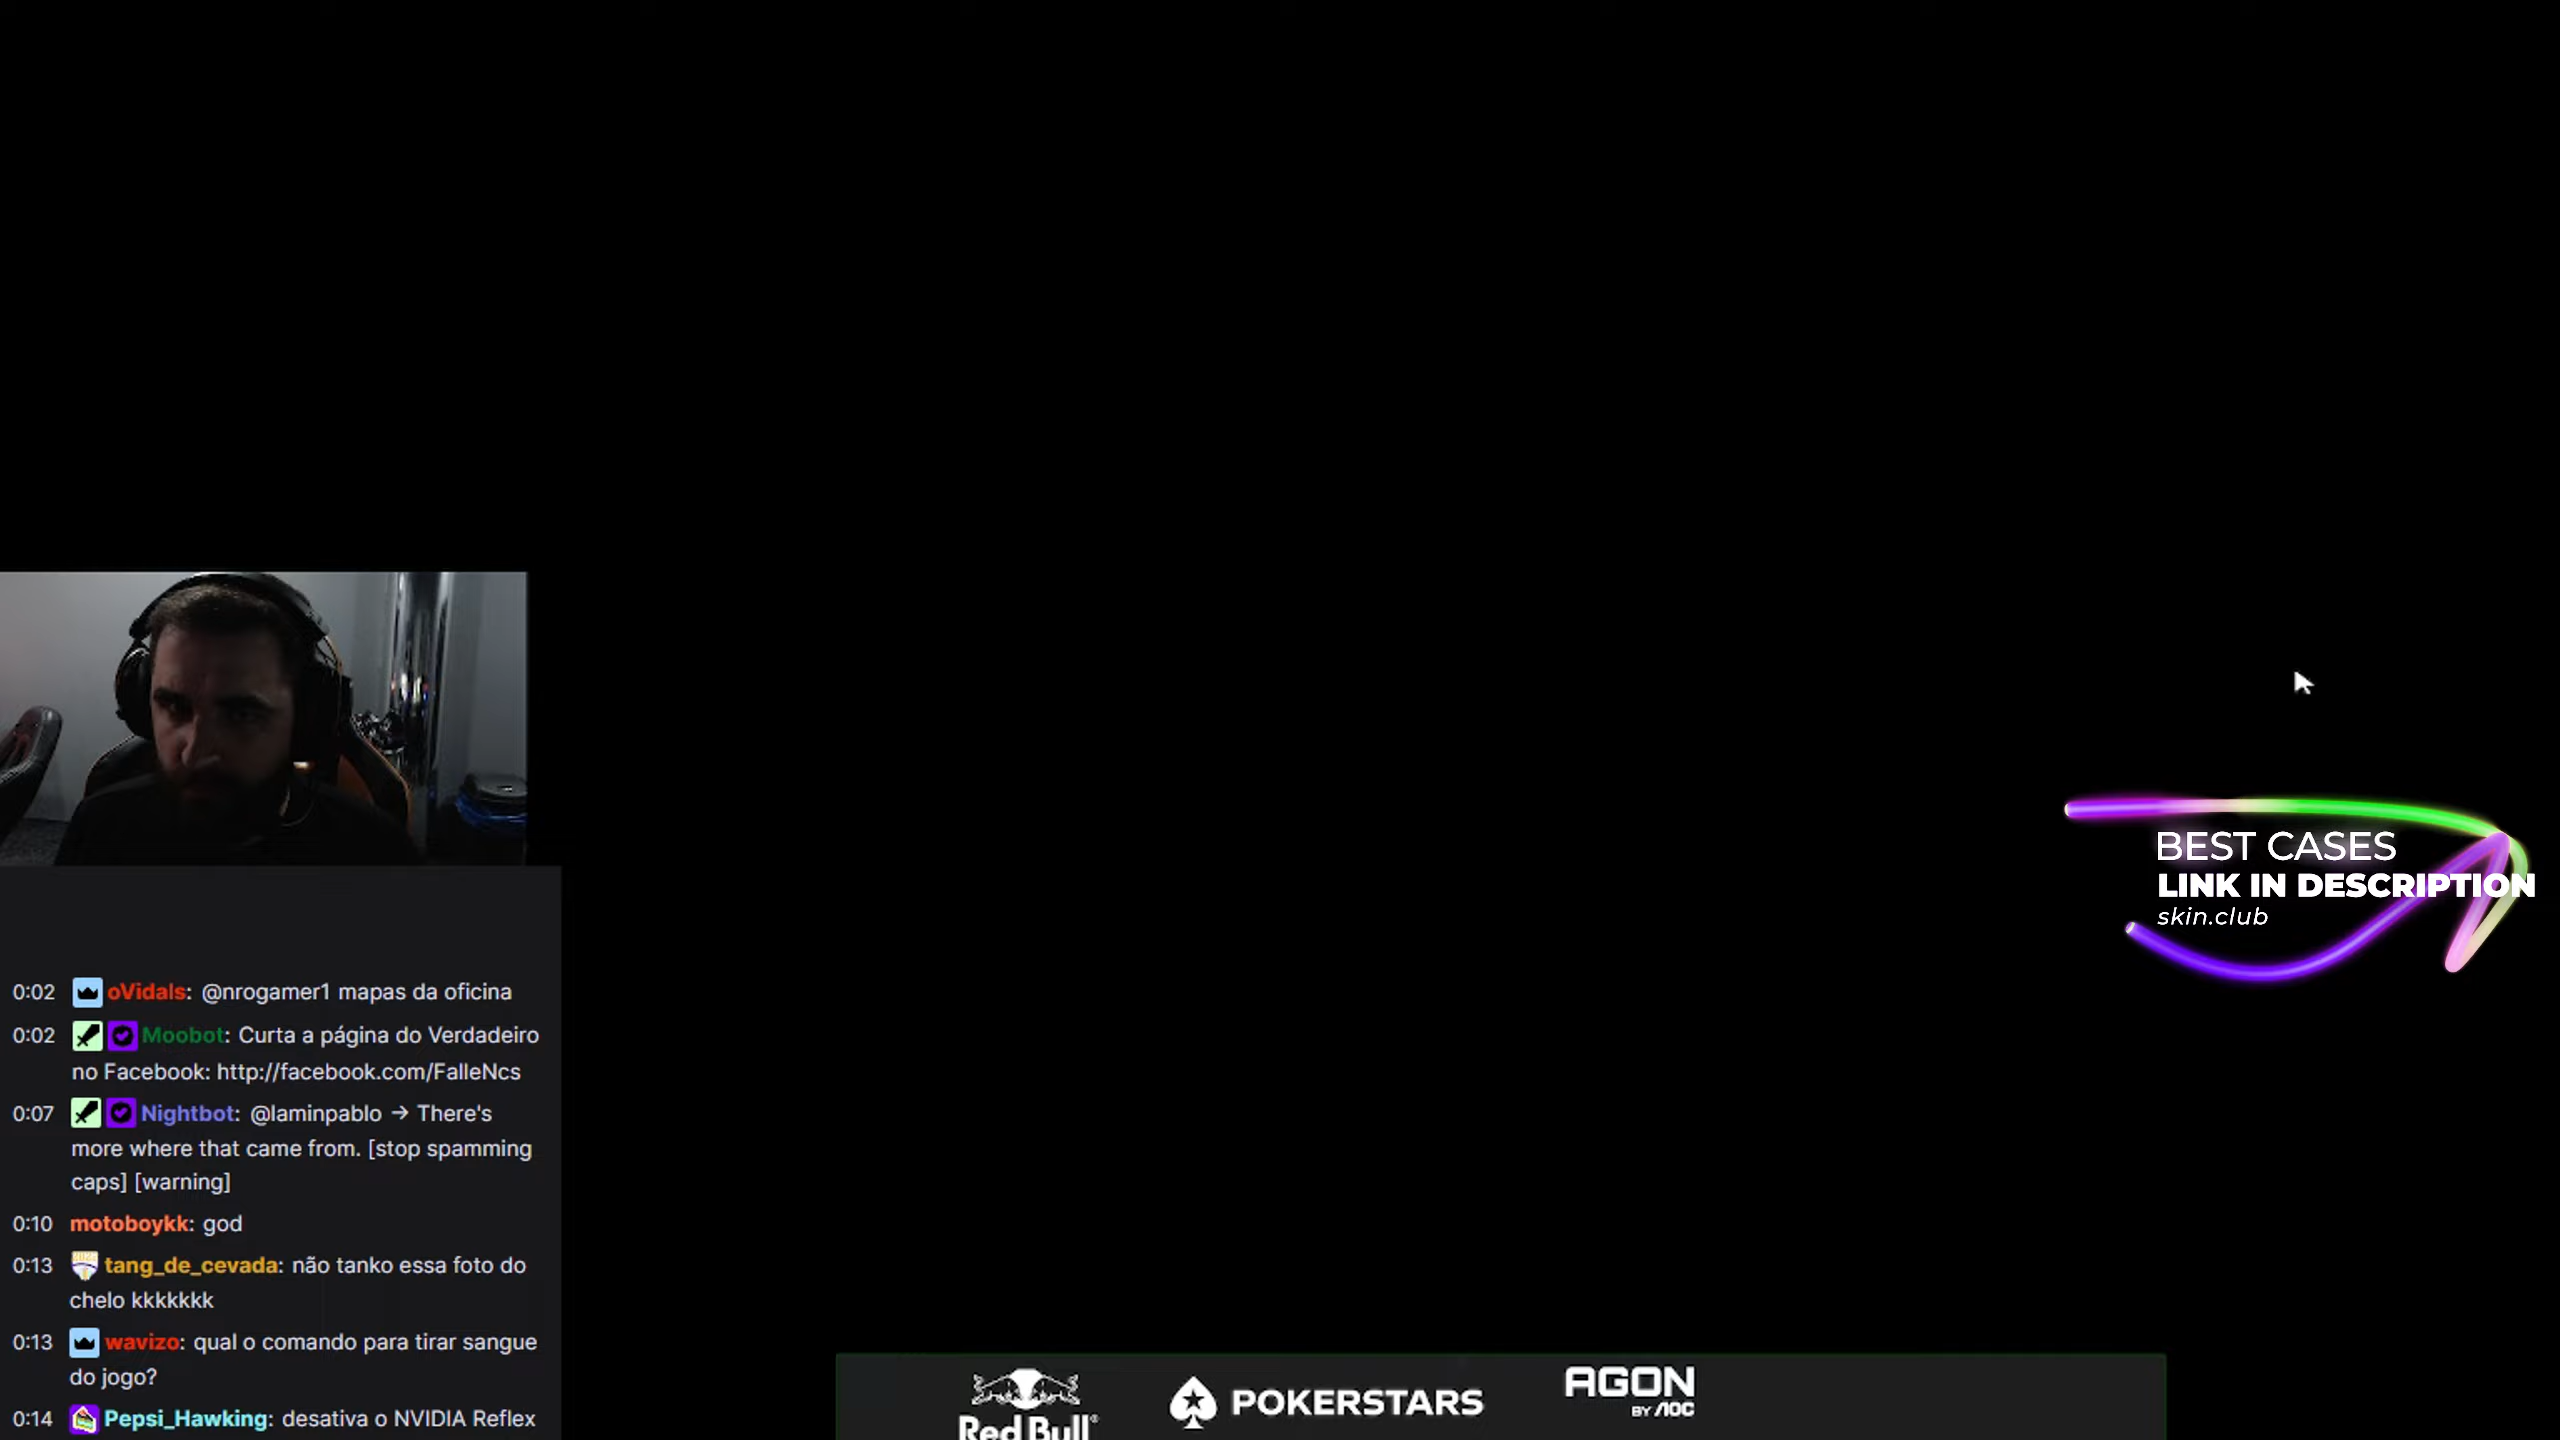 BEST CASES
LINK IN DESCRIPTION
skin.club
0:02 oVidals: @nrogamer1 mapas da oficina
0:02 Moobot: Curta a página do Verdadeiro
no Facebook: http://facebook.com/FalleNcs
0:07 Nightbot: @laminpablo → There's
more where that came from. [stop spamming
caps] [warning]
0:10 motoboykk: god
0:13 tang_de_cevada: não tanko essa foto do
chelo kkkkkkk
0:13 wavizo: qual o comando para tirar sangue
do jogo?
0:14 Pepsi_Hawking: desativa o NVIDIA Reflex
Red Bull®
POKERSTARS
AGON
BY AOC